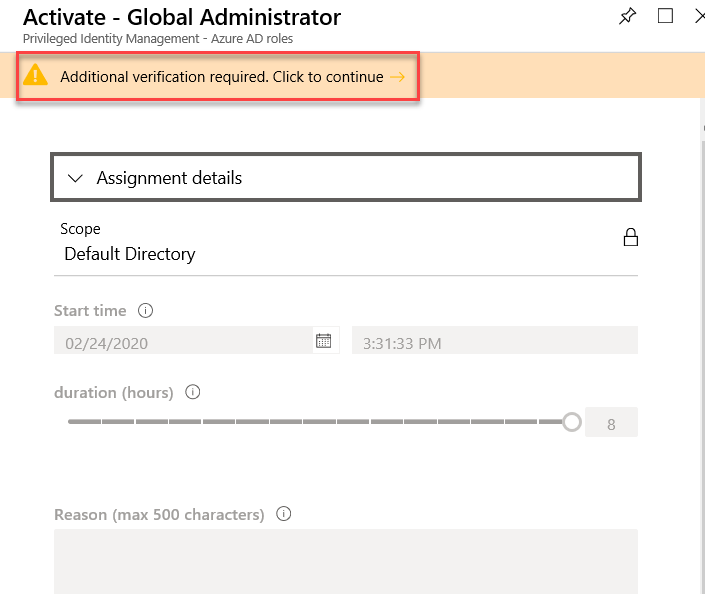 Activate - Global Administrator
Privileged Identity Management - Azure AD roles
Additional verification required. Click to continue →
Assignment details
Scope
Default Directory
Start time
02/24/2020 3:31:33 PM
duration (hours)
8
Reason (max 500 characters)